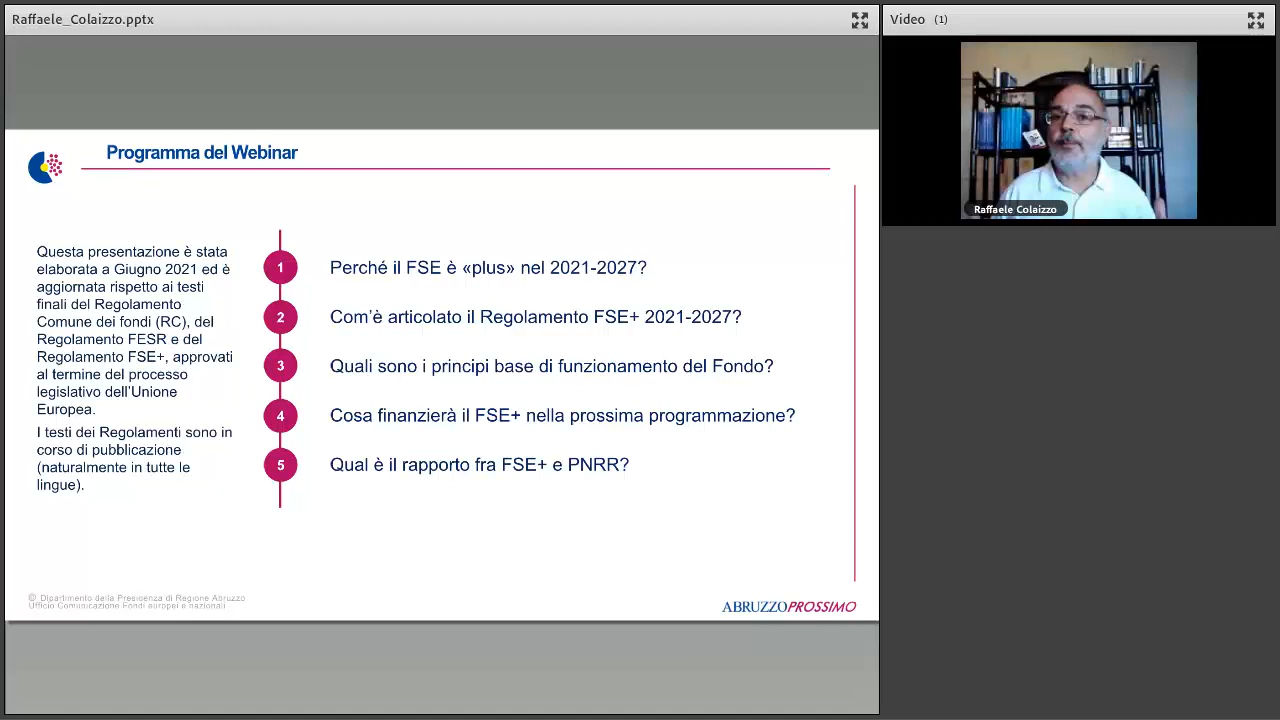 Raffaele_Colaizzo.pptx
Video (1)
Raffaele Colaizzo
Programma del Webinar
Questa presentazione è stata
elaborata a Giugno 2021 ed è
aggiornata rispetto ai testi
finali del Regolamento
Comune dei fondi (RC), del
Regolamento FESR e del
Regolamento FSE+, approvati
al termine del processo
legislativo dell'Unione
Europea.
I testi dei Regolamenti sono in
corso di pubblicazione
(naturalmente in tutte le
lingue).
1 Perché il FSE è «plus» nel 2021-2027?
2 Com'è articolato il Regolamento FSE+ 2021-2027?
3 Quali sono i principi base di funzionamento del Fondo?
4 Cosa finanzierà il FSE+ nella prossima programmazione?
5 Qual è il rapporto fra FSE+ e PNRR?
© Dipartimento della Presidenza di Regione Abruzzo
Ufficio Comunicazione Fondi europei e nazionali
ABRUZZOPROSSIMO